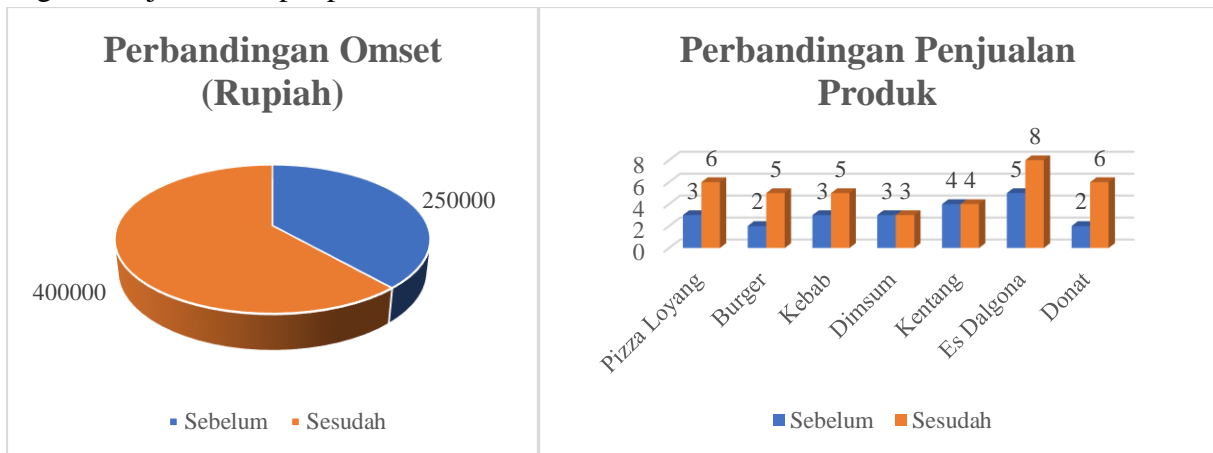 Perbandingan Omset
(Rupiah)
250000
400000
Sebelum Sesudah
Perbandingan Penjualan
Produk
8
6
4
2
0
3 6 2 5 3 5 3 3 4 4 5 8 2 6
Pizza Loyang
Burger
Kebab
Dimsum
Kentang
Es Dalgona
Donat
Sebelum Sesudah